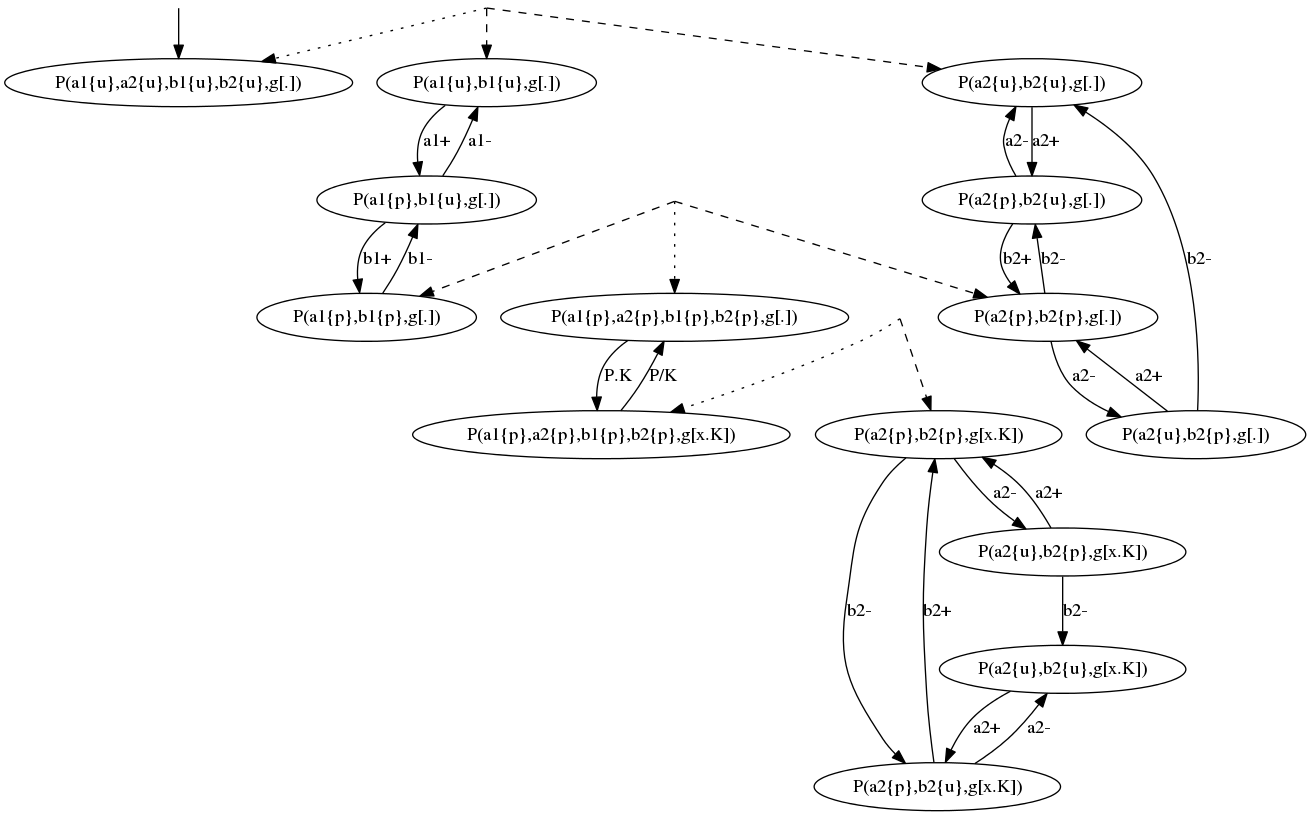 P(a1{u},a2{u},b1{u},b2{u},g[.])
P(a1{u},b1{u},g[.])
P(a2{u},b2{u},g[.])
a1+
a1-
a2-
a2+
P(a1{p},b1{u},g[.])
P(a2{p},b2{u},g[.])
b1+
b1-
b2+
b2-
b2-
P(a1{p},b1{p},g[.])
P(a1{p},a2{p},b1{p},b2{p},g[.])
P(a2{p},b2{p},g[.])
P.K
P/K
a2-
a2+
P(a1{p},a2{p},b1{p},b2{p},g[x.K])
P(a2{p},b2{p},g[x.K])
P(a2{u},b2{p},g[.])
a2-
a2+
P(a2{u},b2{p},g[x.K])
b2-
b2+
b2-
P(a2{u},b2{u},g[x.K])
a2+
a2-
P(a2{p},b2{u},g[x.K])